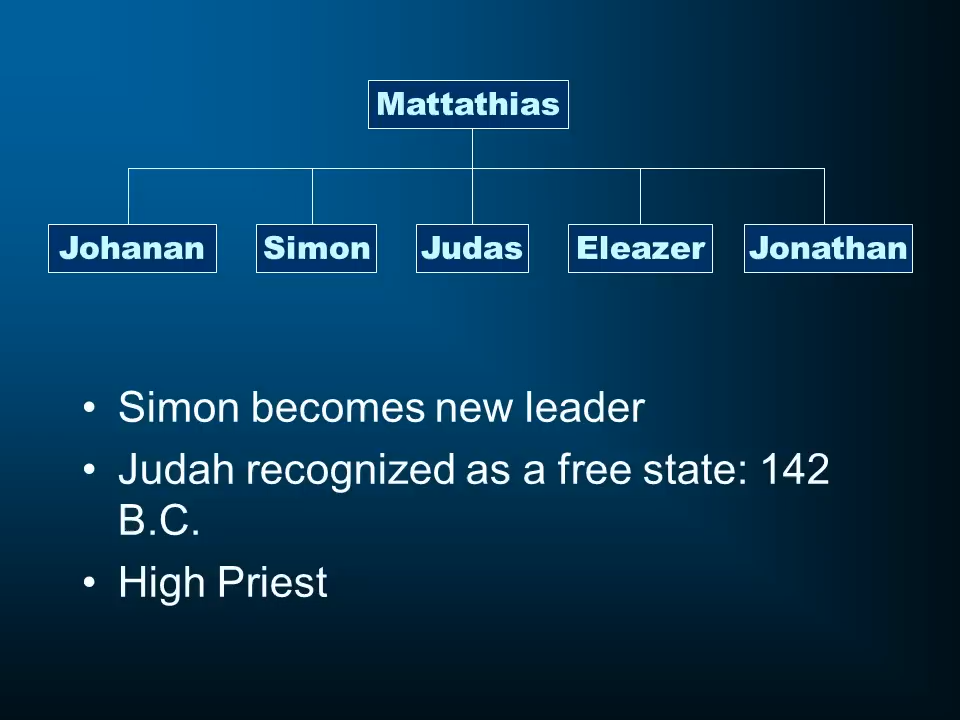 Mattathias
Johanan Simon Judas Eleazer Jonathan
• Simon becomes new leader
• Judah recognized as a free state: 142
B.C.
• High Priest